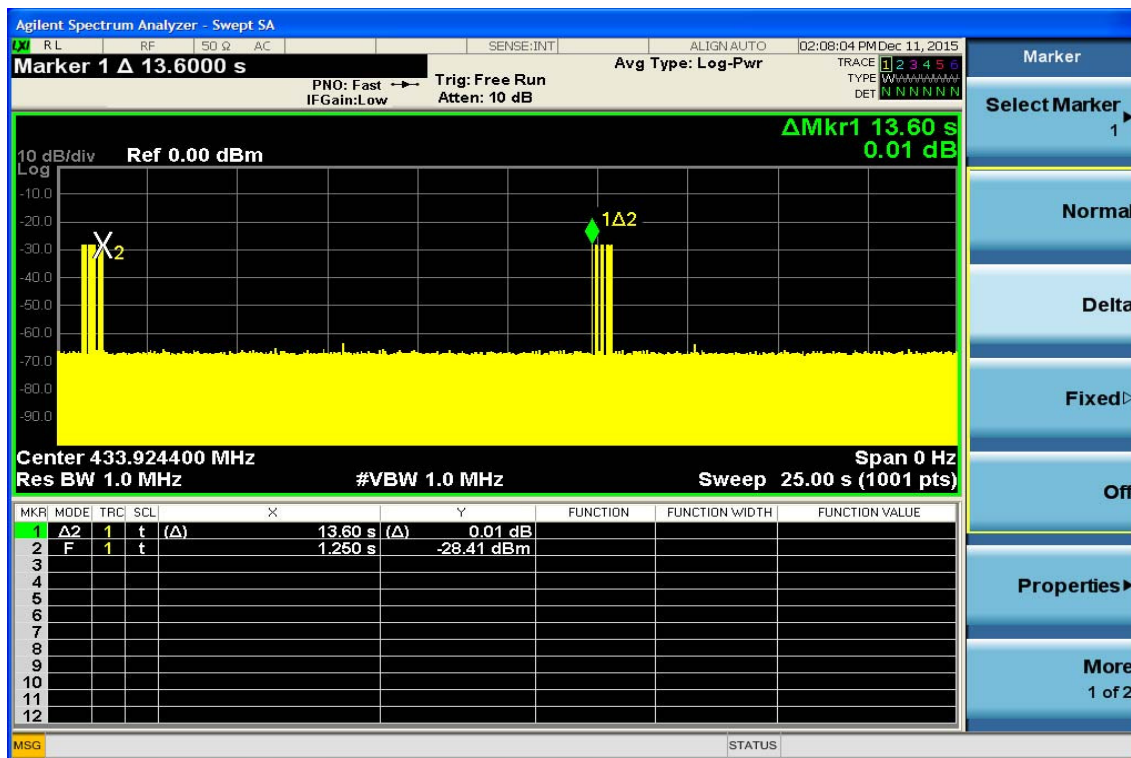 Agilent Spectrum Analyzer - Swept SA
LXI RL RF 50 Ω AC SENSE:INT ALIGN AUTO 02:08:04 PM Dec 11, 2015
Marker 1 Δ 13.6000 s
PNO: Fast
IFGain:Low
Trig: Free Run
Atten: 10 dB
Avg Type: Log-Pwr
TRACE 1 2 3 4 5 6
TYPE WWWWWW
DET N N N N N N
ΔMkr1 13.60 s
0.01 dB
10 dB/div Ref 0.00 dBm
Log
-10.0
-20.0
-30.0
-40.0
-50.0
-60.0
-70.0
-80.0
-90.0
X2
1Δ2
Center 433.924400 MHz Span 0 Hz
Res BW 1.0 MHz #VBW 1.0 MHz Sweep 25.00 s (1001 pts)
MKR MODE TRC SCL X Y FUNCTION FUNCTION WIDTH FUNCTION VALUE
1 Δ2 1 t (Δ) 13.60 s (Δ) 0.01 dB
2 F 1 t 1.250 s -28.41 dBm
3
4
5
6
7
8
9
10
11
12
MSG STATUS
Marker
Select Marker
1
Normal
Delta
Fixed
Off
Properties
More
1 of 2